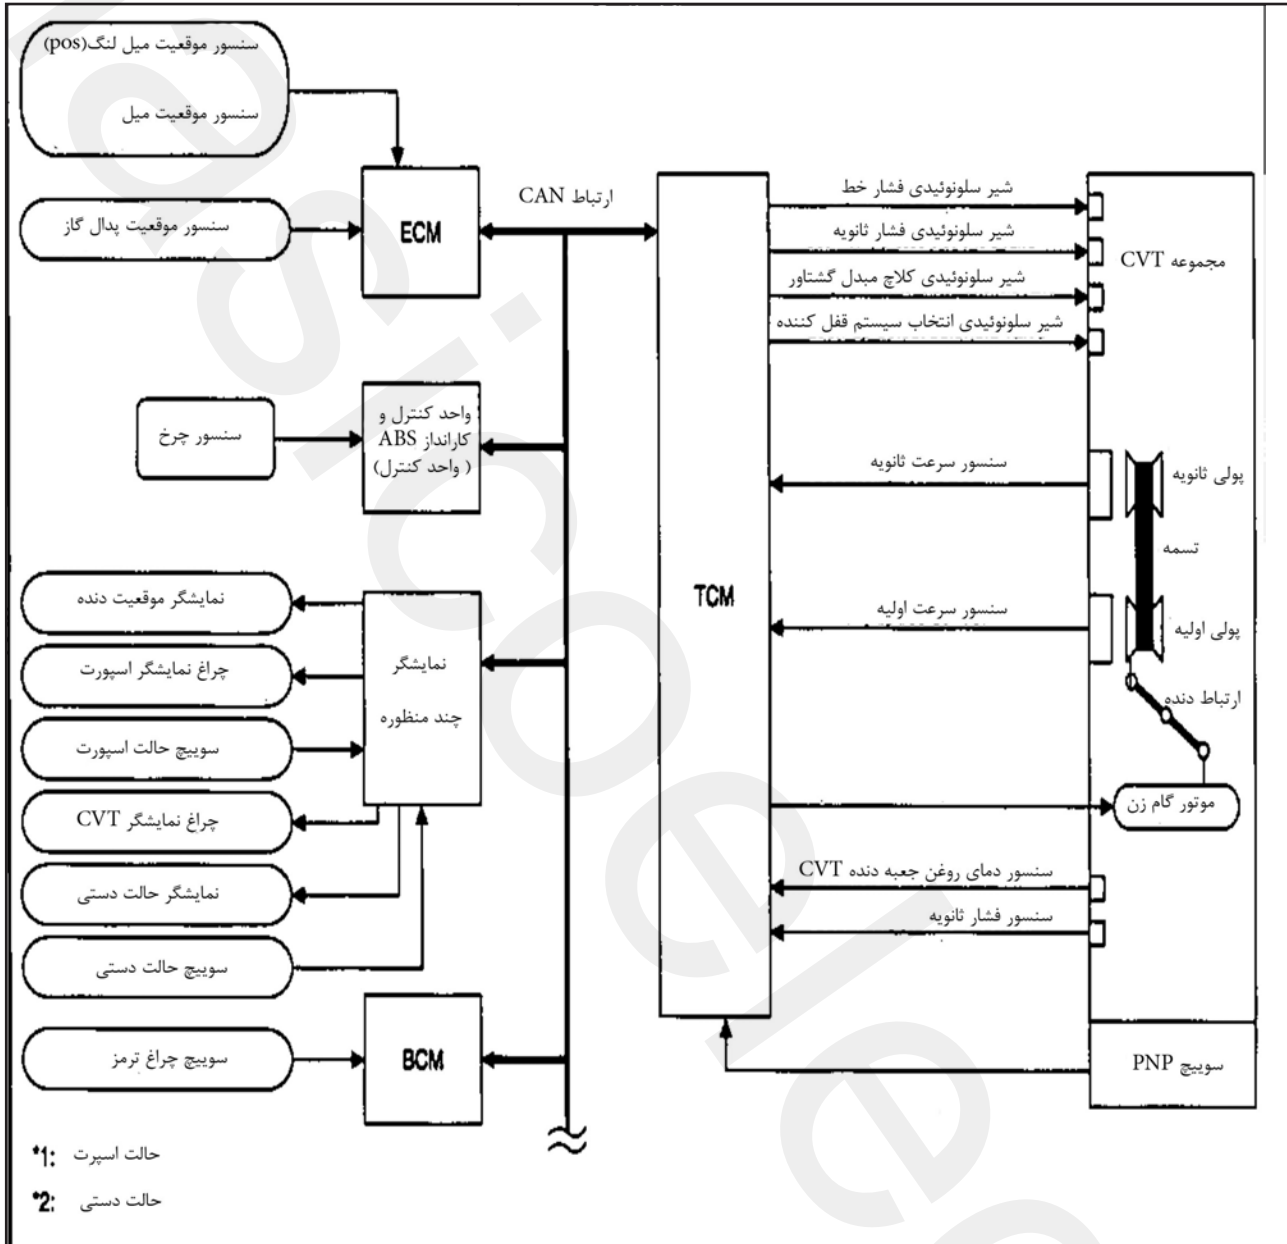 سنسور موقعیت میل لنگ(pos)
سنسور موقعیت میل
سنسور موقعیت پدال گاز
ECM
ارتباط CAN
سنسور چرخ
واحد کنترل و
کارانداز ABS
( واحد کنترل)
نمایشگر موقعیت دنده
چراغ نمایشگر اسپورت
سوییچ حالت اسپورت
چراغ نمایشگر CVT
نمایشگر حالت دستی
سوییچ حالت دستی
نمایشگر
چند منظوره
سوییچ چراغ ترمز
BCM
TCM
شیر سلونوئیدی فشار خط
شیر سلونوئیدی فشار ثانویه
شیر سلونوئیدی کلاچ مبدل گشتاور
شیر سلونوئیدی انتخاب سیستم قفل کننده
مجموعه CVT
سنسور سرعت ثانویه
پولی ثانویه
تسمه
سنسور سرعت اولیه
پولی اولیه
ارتباط دنده
موتور گام زن
سنسور دمای روغن جعبه دنده CVT
سنسور فشار ثانویه
سوییچ PNP
*1: حالت اسپرت
*2: حالت دستی